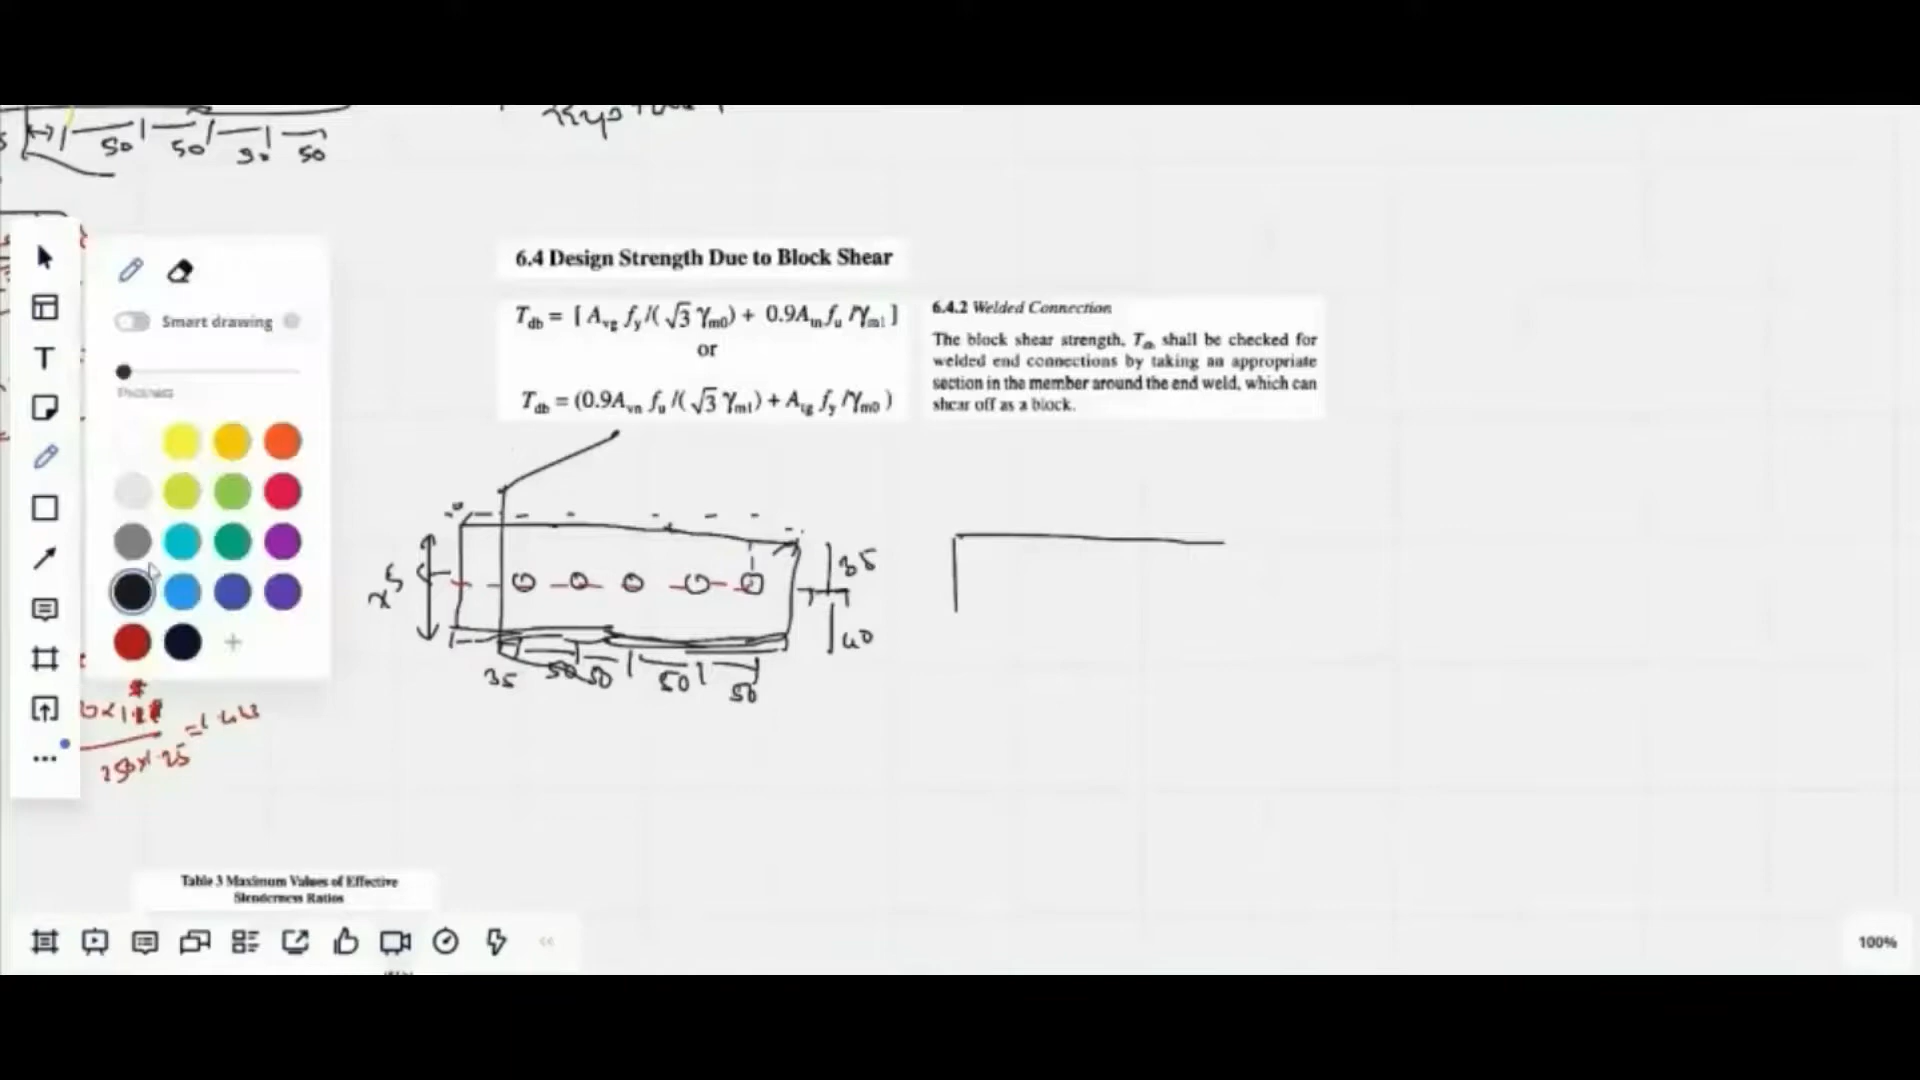 50 50 50
6.4 Design Strength Due to Block Shear
T_db = [ A_vg f_y /( √3 γ_m0) + 0.9A_tn f_u /γ_m1 ]
or
T_db = (0.9A_vn f_u /( √3 γ_m1) + A_tg f_y /γ_m0 )
6.4.2 Welded Connection
The block shear strength, T_db shall be checked for
welded end connections by taking an appropriate
section in the member around the end weld, which can
shear off as a block.
Smart drawing
Thickness
T
35
40
35 50 50 50 50
250×1.25
Table 3 Maximum Values of Effective
Slenderness Ratios
100%